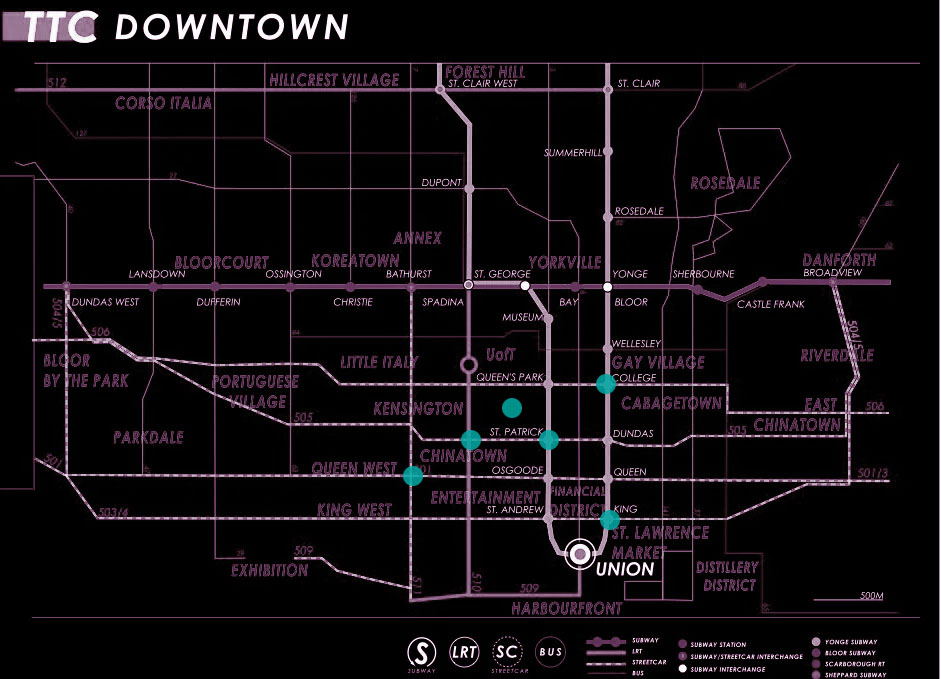 TTC DOWNTOWN
512
HILLCREST VILLAGE
FOREST HILL
ST. CLAIR WEST
ST. CLAIR
CORSO ITALIA
127
SUMMERHILL
DUPONT
ROSEDALE
ROSEDALE
ANNEX
BLOORCOURT
KOREATOWN
YORKVILLE
DANFORTH
LANSDOWN
OSSINGTON
BATHURST
ST. GEORGE
YONGE
SHERBOURNE
BROADVIEW
DUNDAS WEST
DUFFERIN
CHRISTIE
SPADINA
BAY
BLOOR
CASTLE FRANK
504/5
MUSEUM
504/5
506
WELLESLEY
BLOOR
BY THE PARK
LITTLE ITALY
UofT
GAY VILLAGE
RIVERDALE
PORTUGUESE
VILLAGE
QUEEN'S PARK
COLLEGE
KENSINGTON
CABAGETOWN
EAST
CHINATOWN
506
505
505
PARKDALE
ST. PATRICK
DUNDAS
CHINATOWN
501
QUEEN WEST
501
OSGOODE
QUEEN
501/3
ENTERTAINMENT
FINANCIAL
DISTRICT
503/4
KING WEST
ST. ANDREW
KING
ST. LAWRENCE
MARKET
509
EXHIBITION
UNION
DISTILLERY
DISTRICT
511
510
509
HARBOURFRONT
500M
S
SUBWAY
LRT
SC
STREETCAR
BUS
SUBWAY
LRT
STREETCAR
BUS
SUBWAY STATION
SUBWAY/STREETCAR INTERCHANGE
SUBWAY INTERCHANGE
YONGE SUBWAY
BLOOR SUBWAY
SCARBOROUGH RT
SHEPPARD SUBWAY